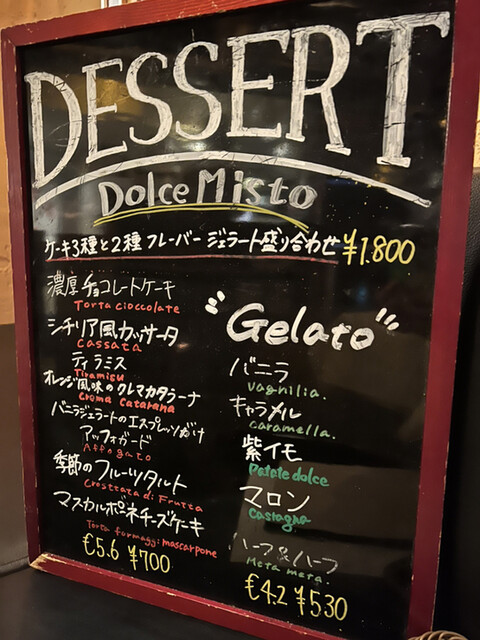 DESSERT
Dolce Misto
ケーキ3種と2種フレーバージェラート盛り合わせ ¥1.800
濃厚チョコレートケーキ
Torta cioccolate
シチリア風カッサータ
Cassata
ティラミス
Tiramisu
オレンジ風味のクレマカタラーナ
Crema Catarana
バニラジェラートのエスプレッソがけ
アッフォガード
Affogato
季節のフルーツタルト
Crosttata di Frutta
マスカルポネチーズケーキ
Torta formaggi mascarpone
€5.6 ¥700
"Gelato"
バニラ
vagnilia.
キャラメル
caramella.
紫イモ
Patate dolce
マロン
Castagna
ハーフ&ハーフ
Meta meta.
€4.2 ¥530